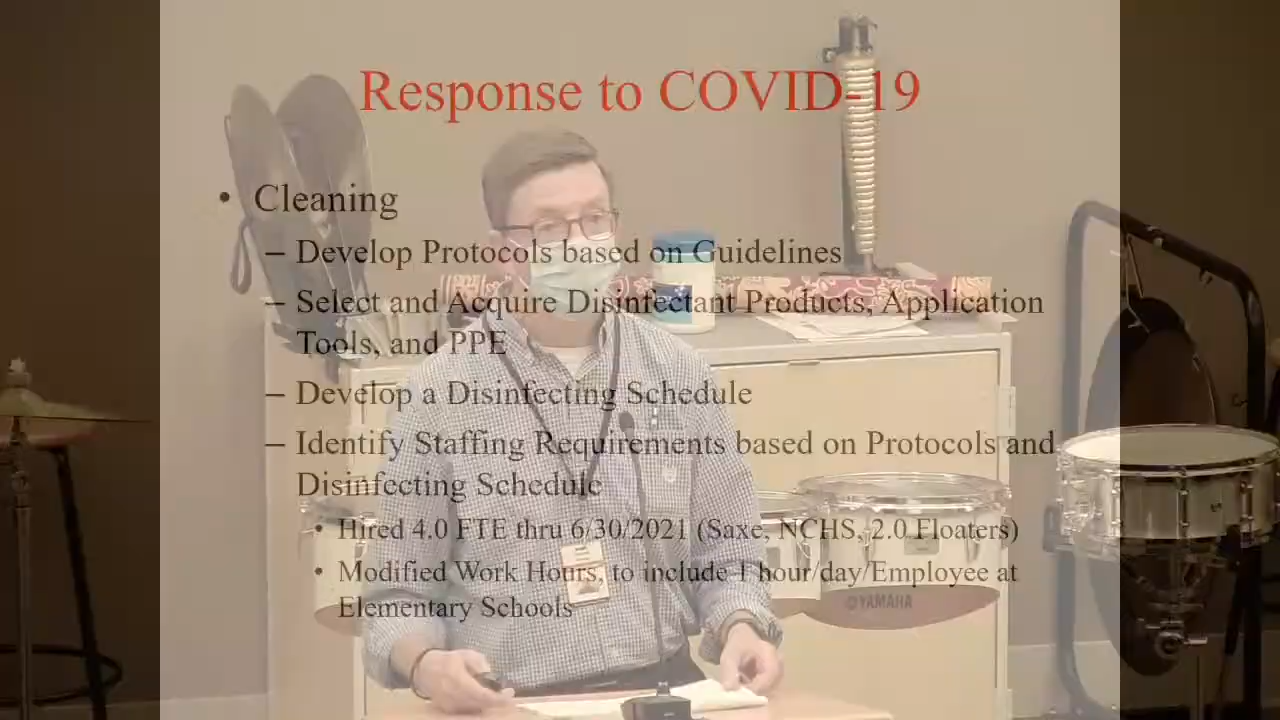 Response to COVID-19
• Cleaning
– Develop Protocols based on Guidelines
– Select and Acquire Disinfectant Products, Application
Tools, and PPE
– Develop a Disinfecting Schedule
– Identify Staffing Requirements based on Protocols and
Disinfecting Schedule
• Hired 4.0 FTE thru 6/30/2021 (Saxe, NCHS, 2.0 Floaters)
• Modified Work Hours, to include 1 hour/day/Employee at
Elementary Schools
YAMAHA